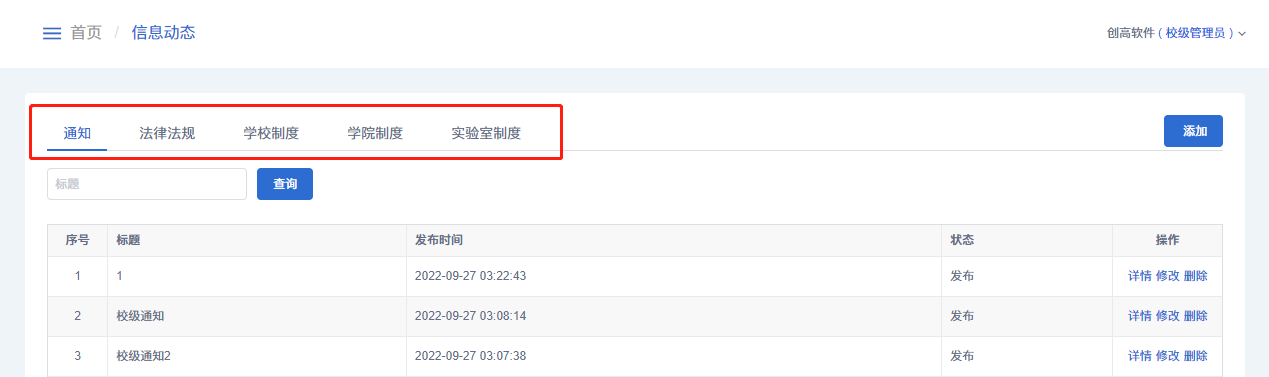 首页 / 信息动态
创高软件 ( 校级管理员 )
通知 法律法规 学校制度 学院制度 实验室制度
添加
标题 查询
序号 标题 发布时间 状态 操作
1 1 2022-09-27 03:22:43 发布 详情 修改 删除
2 校级通知 2022-09-27 03:08:14 发布 详情 修改 删除
3 校级通知2 2022-09-27 03:07:38 发布 详情 修改 删除